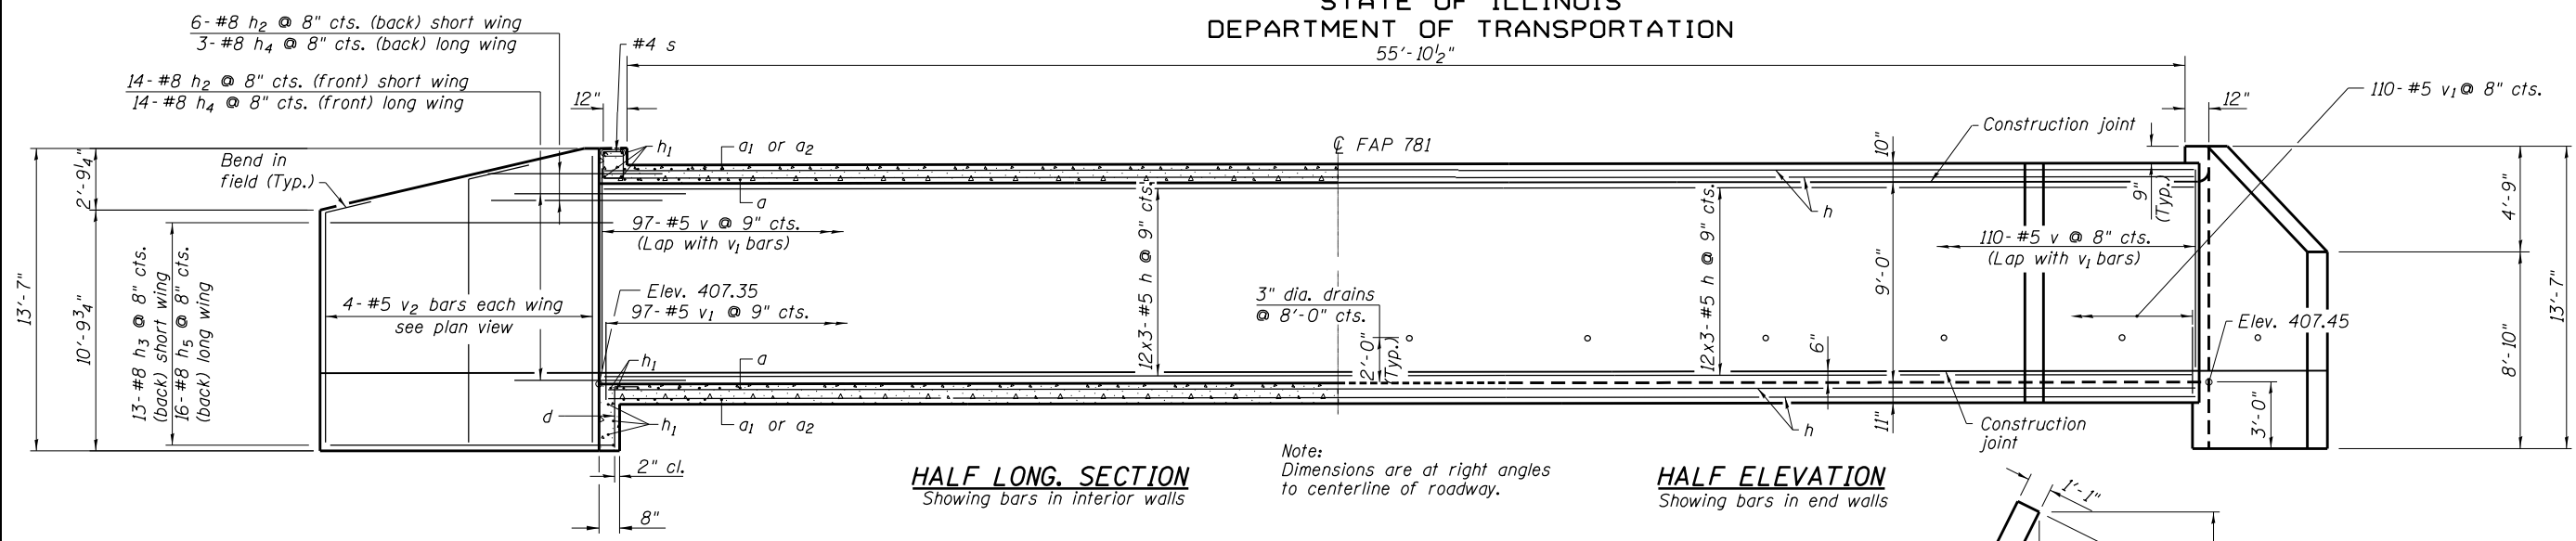 STATE OF ILLINOIS
DEPARTMENT OF TRANSPORTATION
55'-10 1/2"
6- #8 h2 @ 8" cts. (back) short wing
3- #8 h4 @ 8" cts. (back) long wing
#4 s
14- #8 h2 @ 8" cts. (front) short wing
14- #8 h4 @ 8" cts. (front) long wing
12"
110- #5 v1 @ 8" cts.
12"
Construction joint
h1
a1 or a2
℄ FAP 781
10"
Bend in
field (Typ.)
2'-9 1/4"
9"
(Typ.)
4'-9"
a
h
97- #5 v @ 9" cts.
(Lap with v1 bars)
12x3- #5 h @ 9" cts.
12x3- #5 h @ 9" cts.
9'-0"
110- #5 v @ 8" cts.
(Lap with v1 bars)
13'-7"
10'-9 3/4"
13- #8 h3 @ 8" cts.
(back) short wing
16- #8 h5 @ 8" cts.
(back) long wing
4- #5 v2 bars each wing
see plan view
Elev. 407.35
97- #5 v1 @ 9" cts.
3" dia. drains
@ 8'-0" cts.
2'-0"
(Typ.)
6"
Elev. 407.45
13'-7"
8'-10"
h1
a
d
h1
a1 or a2
h
11"
Construction
joint
3'-0"
2" cl.
8"
HALF LONG. SECTION
Showing bars in interior walls
Note:
Dimensions are at right angles
to centerline of roadway.
HALF ELEVATION
Showing bars in end walls
1'-1"